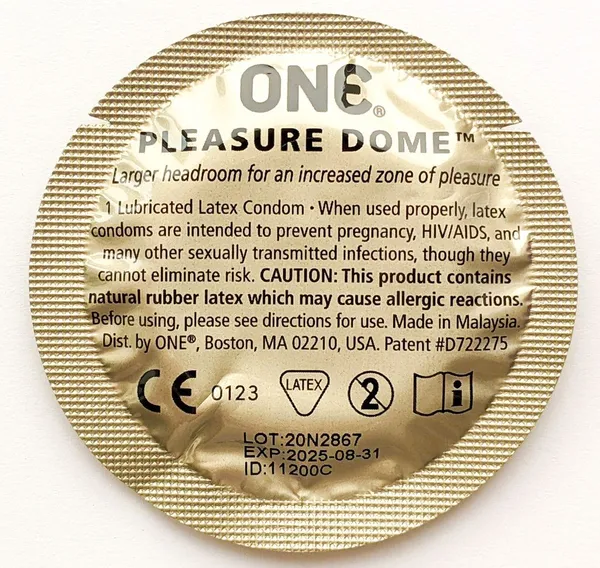 ONE®
PLEASURE DOME™
Larger headroom for an increased zone of pleasure
1 Lubricated Latex Condom • When used properly, latex
condoms are intended to prevent pregnancy, HIV/AIDS, and
many other sexually transmitted infections, though they
cannot eliminate risk. CAUTION: This product contains
natural rubber latex which may cause allergic reactions.
Before using, please see directions for use. Made in Malaysia.
Dist. by ONE®, Boston, MA 02210, USA. Patent #D722275
CE 0123 LATEX 2 i
LOT:20N2867
EXP:2025-08-31
ID:11200C